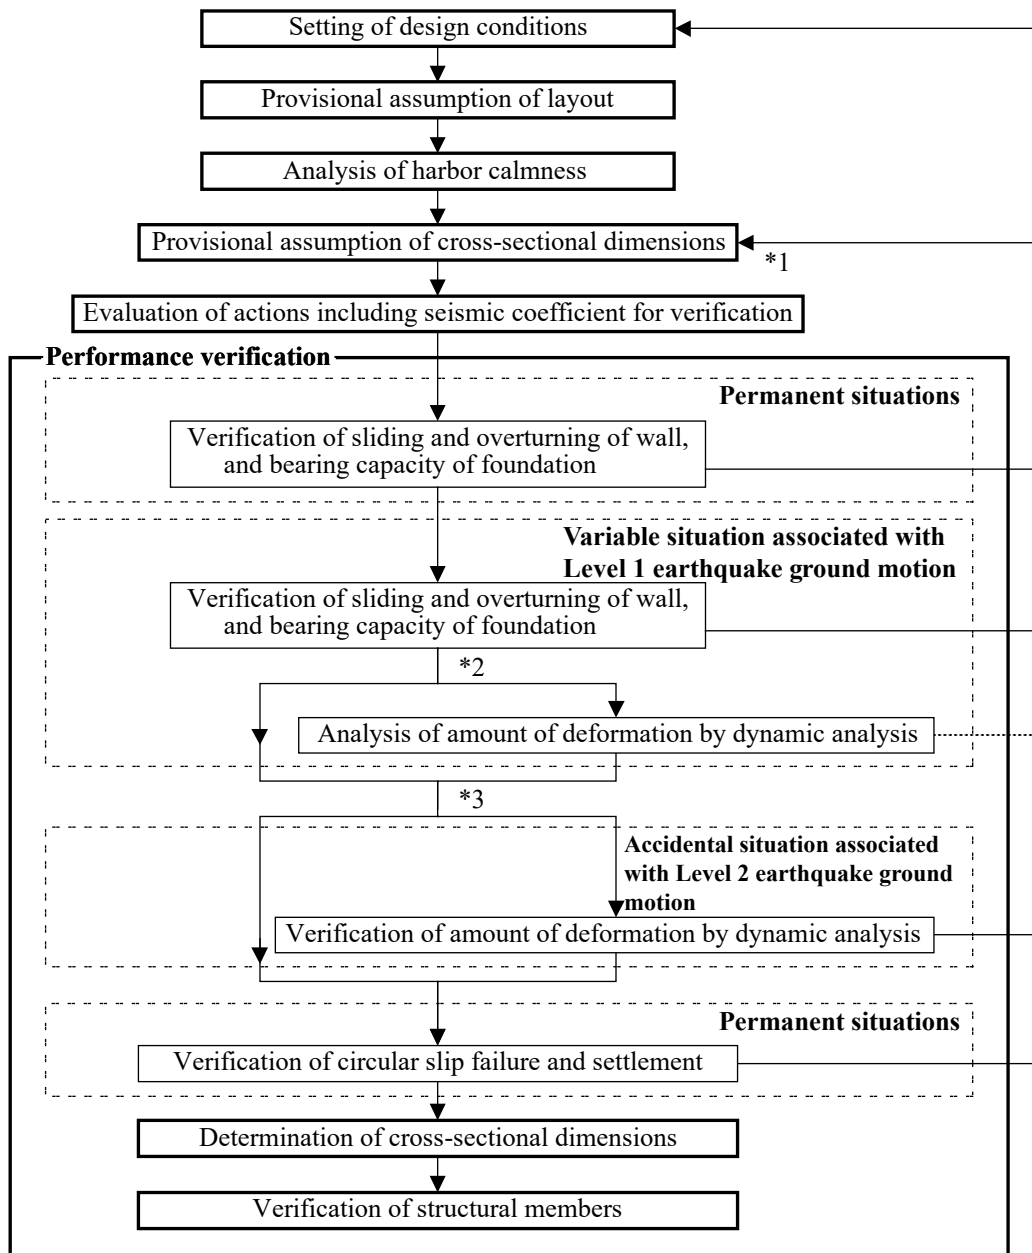 Setting of design conditions
Provisional assumption of layout
Analysis of harbor calmness
Provisional assumption of cross-sectional dimensions
*1
Evaluation of actions including seismic coefficient for verification
Performance verification
Permanent situations
Verification of sliding and overturning of wall,
and bearing capacity of foundation
Variable situation associated with
Level 1 earthquake ground motion
Verification of sliding and overturning of wall,
and bearing capacity of foundation
*2
Analysis of amount of deformation by dynamic analysis
*3
Accidental situation associated
with Level 2 earthquake ground
motion
Verification of amount of deformation by dynamic analysis
Permanent situations
Verification of circular slip failure and settlement
Determination of cross-sectional dimensions
Verification of structural members